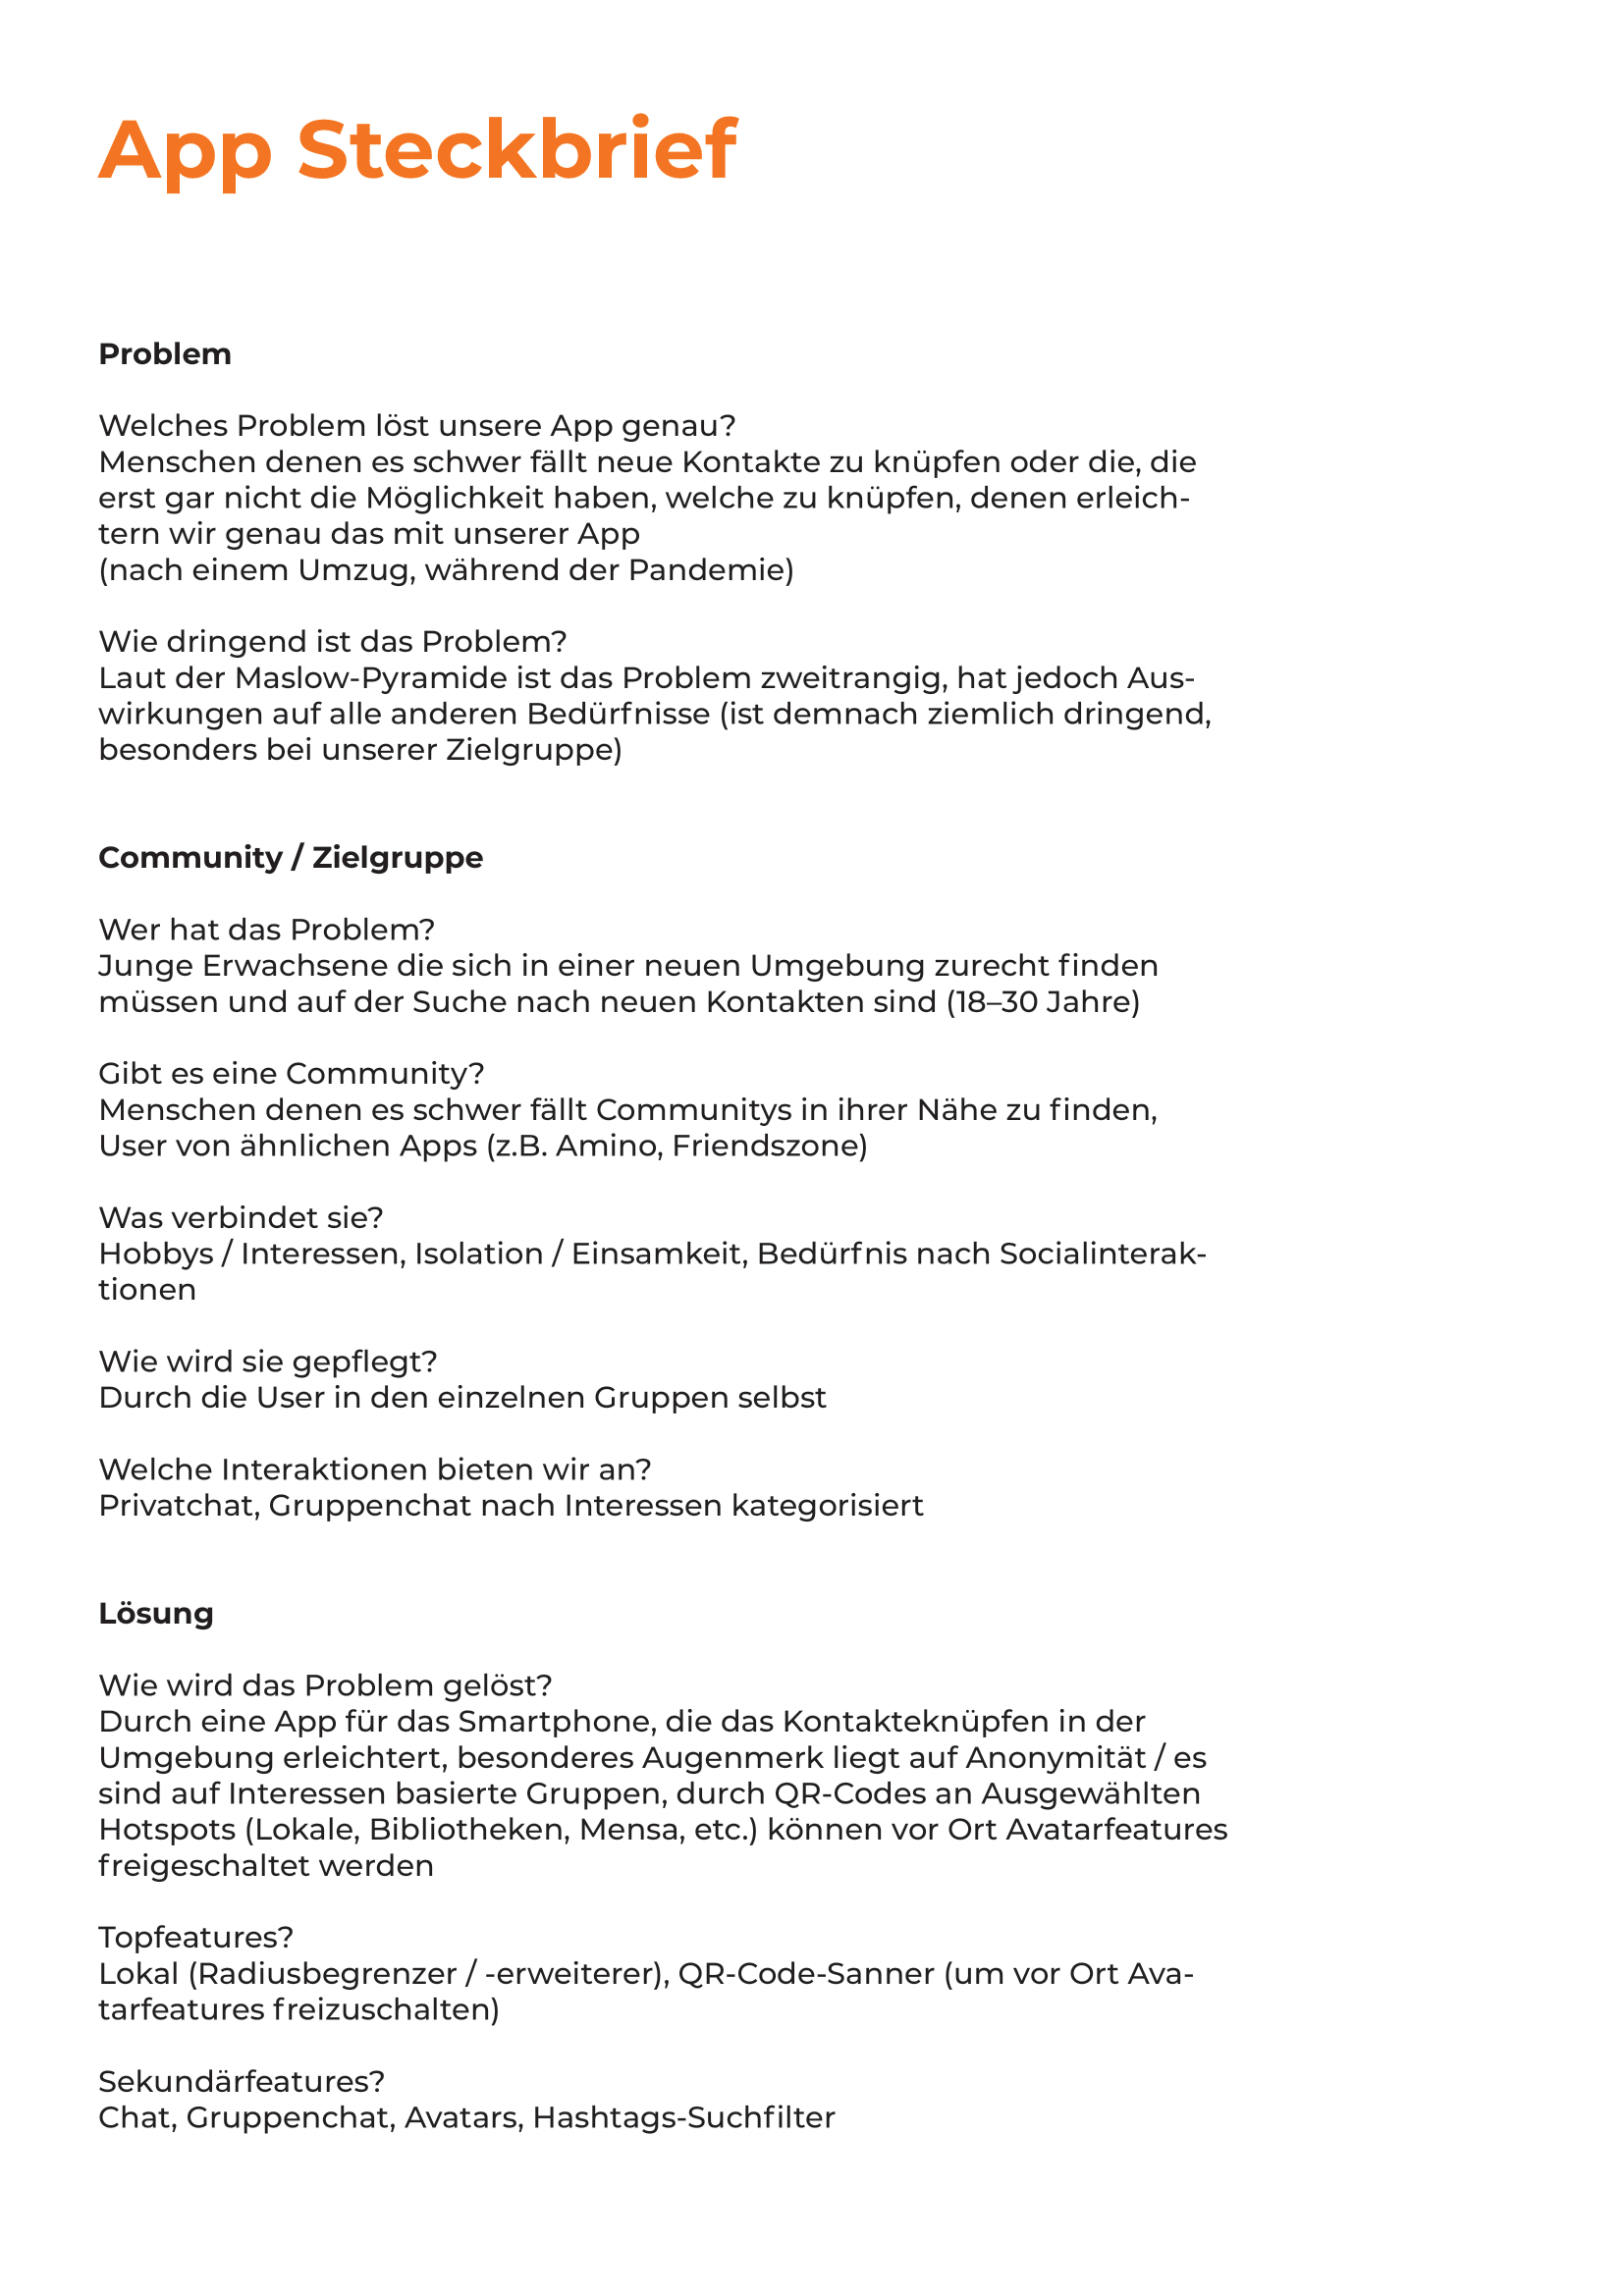 App Steckbrief
Problem
Welches Problem löst unsere App genau?
Menschen denen es schwer fällt neue Kontakte zu knüpfen oder die, die
erst gar nicht die Möglichkeit haben, welche zu knüpfen, denen erleich-
tern wir genau das mit unserer App
(nach einem Umzug, während der Pandemie)
Wie dringend ist das Problem?
Laut der Maslow-Pyramide ist das Problem zweitrangig, hat jedoch Aus-
wirkungen auf alle anderen Bedürfnisse (ist demnach ziemlich dringend,
besonders bei unserer Zielgruppe)
Community / Zielgruppe
Wer hat das Problem?
Junge Erwachsene die sich in einer neuen Umgebung zurecht finden
müssen und auf der Suche nach neuen Kontakten sind (18–30 Jahre)
Gibt es eine Community?
Menschen denen es schwer fällt Communitys in ihrer Nähe zu finden,
User von ähnlichen Apps (z.B. Amino, Friendszone)
Was verbindet sie?
Hobbys / Interessen, Isolation / Einsamkeit, Bedürfnis nach Socialinterak-
tionen
Wie wird sie gepflegt?
Durch die User in den einzelnen Gruppen selbst
Welche Interaktionen bieten wir an?
Privatchat, Gruppenchat nach Interessen kategorisiert
Lösung
Wie wird das Problem gelöst?
Durch eine App für das Smartphone, die das Kontakteknüpfen in der
Umgebung erleichtert, besonderes Augenmerk liegt auf Anonymität / es
sind auf Interessen basierte Gruppen, durch QR-Codes an Ausgewählten
Hotspots (Lokale, Bibliotheken, Mensa, etc.) können vor Ort Avatarfeatures
freigeschaltet werden
Topfeatures?
Lokal (Radiusbegrenzer / -erweiterer), QR-Code-Sanner (um vor Ort Ava-
tarfeatures freizuschalten)
Sekundärfeatures?
Chat, Gruppenchat, Avatars, Hashtags-Suchfilter